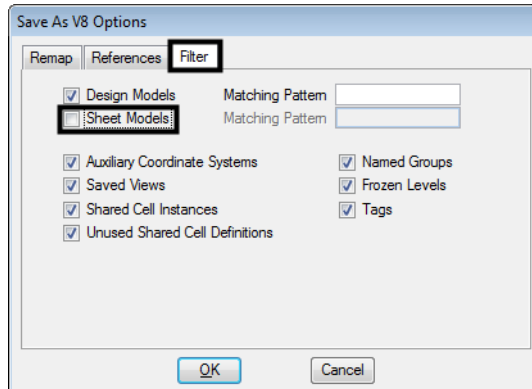 Save As V8 Options
Remap References Filter
Design Models Matching Pattern
Sheet Models Matching Pattern
Auxiliary Coordinate Systems Named Groups
Saved Views Frozen Levels
Shared Cell Instances Tags
Unused Shared Cell Definitions
OK Cancel